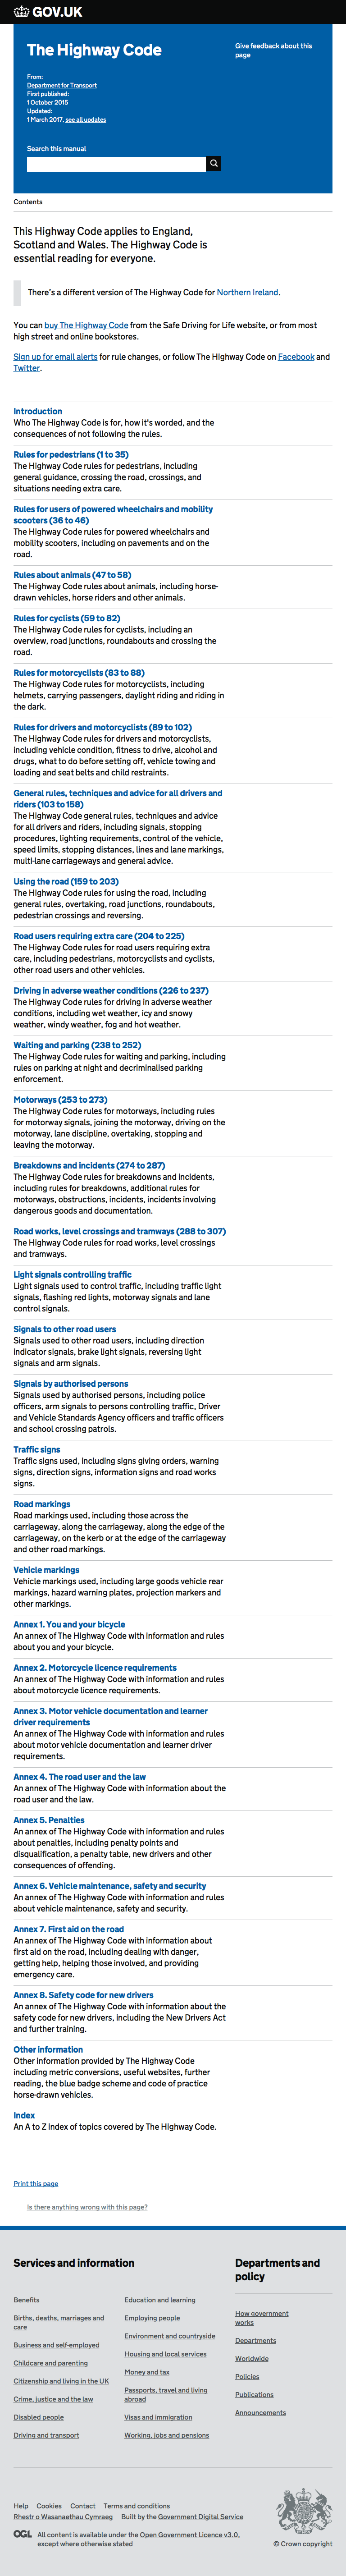 GOV.UK
The Highway Code
Give feedback about this
page
From:
Department for Transport
First published:
1 October 2015
Updated:
1 March 2017, see all updates
Search this manual
Contents
This Highway Code applies to England,
Scotland and Wales. The Highway Code is
essential reading for everyone.
There's a different version of The Highway Code for Northern Ireland.
You can buy The Highway Code from the Safe Driving for Life website, or from most
high street and online bookstores.
Sign up for email alerts for rule changes, or follow The Highway Code on Facebook and
Twitter.
Introduction
Who The Highway Code is for, how it's worded, and the
consequences of not following the rules.
Rules for pedestrians (1 to 35)
The Highway Code rules for pedestrians, including
general guidance, crossing the road, crossings, and
situations needing extra care.
Rules for users of powered wheelchairs and mobility
scooters (36 to 46)
The Highway Code rules for powered wheelchairs and
mobility scooters, including on pavements and on the
road.
Rules about animals (47 to 58)
The Highway Code rules about animals, including horse-
drawn vehicles, horse riders and other animals.
Rules for cyclists (59 to 82)
The Highway Code rules for cyclists, including an
overview, road junctions, roundabouts and crossing the
road.
Rules for motorcyclists (83 to 88)
The Highway Code rules for motorcyclists, including
helmets, carrying passengers, daylight riding and riding in
the dark.
Rules for drivers and motorcyclists (89 to 102)
The Highway Code rules for drivers and motorcyclists,
including vehicle condition, fitness to drive, alcohol and
drugs, what to do before setting off, vehicle towing and
loading and seat belts and child restraints.
General rules, techniques and advice for all drivers and
riders (103 to 158)
The Highway Code general rules, techniques and advice
for all drivers and riders, including signals, stopping
procedures, lighting requirements, control of the vehicle,
speed limits, stopping distances, lines and lane markings,
multi-lane carriageways and general advice.
Using the road (159 to 203)
The Highway Code rules for using the road, including
general rules, overtaking, road junctions, roundabouts,
pedestrian crossings and reversing.
Road users requiring extra care (204 to 225)
The Highway Code rules for road users requiring extra
care, including pedestrians, motorcyclists and cyclists,
other road users and other vehicles.
Driving in adverse weather conditions (226 to 237)
The Highway Code rules for driving in adverse weather
conditions, including wet weather, icy and snowy
weather, windy weather, fog and hot weather.
Waiting and parking (238 to 252)
The Highway Code rules for waiting and parking, including
rules on parking at night and decriminalised parking
enforcement.
Motorways (253 to 273)
The Highway Code rules for motorways, including rules
for motorway signals, joining the motorway, driving on the
motorway, lane discipline, overtaking, stopping and
leaving the motorway.
Breakdowns and incidents (274 to 287)
The Highway Code rules for breakdowns and incidents,
including rules for breakdowns, additional rules for
motorways, obstructions, incidents, incidents involving
dangerous goods and documentation.
Road works, level crossings and tramways (288 to 307)
The Highway Code rules for road works, level crossings
and tramways.
Light signals controlling traffic
Light signals used to control traffic, including traffic light
signals, flashing red lights, motorway signals and lane
control signals.
Signals to other road users
Signals used to other road users, including direction
indicator signals, brake light signals, reversing light
signals and arm signals.
Signals by authorised persons
Signals used by authorised persons, including police
officers, arm signals to persons controlling traffic, Driver
and Vehicle Standards Agency officers and traffic officers
and school crossing patrols.
Traffic signs
Traffic signs used, including signs giving orders, warning
signs, direction signs, information signs and road works
signs.
Road markings
Road markings used, including those across the
carriageway, along the carriageway, along the edge of the
carriageway, on the kerb or at the edge of the carriageway
and other road markings.
Vehicle markings
Vehicle markings used, including large goods vehicle rear
markings, hazard warning plates, projection markers and
other markings.
Annex 1. You and your bicycle
An annex of The Highway Code with information and rules
about you and your bicycle.
Annex 2. Motorcycle licence requirements
An annex of The Highway Code with information and rules
about motorcycle licence requirements.
Annex 3. Motor vehicle documentation and learner
driver requirements
An annex of The Highway Code with information and rules
about motor vehicle documentation and learner driver
requirements.
Annex 4. The road user and the law
An annex of The Highway Code with information about the
road user and the law.
Annex 5. Penalties
An annex of The Highway Code with information and rules
about penalties, including penalty points and
disqualification, a penalty table, new drivers and other
consequences of offending.
Annex 6. Vehicle maintenance, safety and security
An annex of The Highway Code with information and rules
about vehicle maintenance, safety and security.
Annex 7. First aid on the road
An annex of The Highway Code with information about
first aid on the road, including dealing with danger,
getting help, helping those involved, and providing
emergency care.
Annex 8. Safety code for new drivers
An annex of The Highway Code with information about the
safety code for new drivers, including the New Drivers Act
and further training.
Other information
Other information provided by The Highway Code
including metric conversions, useful websites, further
reading, the blue badge scheme and code of practice
horse-drawn vehicles.
Index
An A to Z index of topics covered by The Highway Code.
Print this page
Is there anything wrong with this page?
Services and information
Benefits
Births, deaths, marriages and
care
Business and self-employed
Childcare and parenting
Citizenship and living in the UK
Crime, justice and the law
Disabled people
Driving and transport
Education and learning
Employing people
Environment and countryside
Housing and local services
Money and tax
Passports, travel and living
abroad
Visas and immigration
Working, jobs and pensions
Departments and
policy
How government
works
Departments
Worldwide
Policies
Publications
Announcements
Help Cookies Contact Terms and conditions
Rhestr o Wasanaethau Cymraeg Built by the Government Digital Service
OGL All content is available under the Open Government Licence v3.0,
except where otherwise stated
© Crown copyright